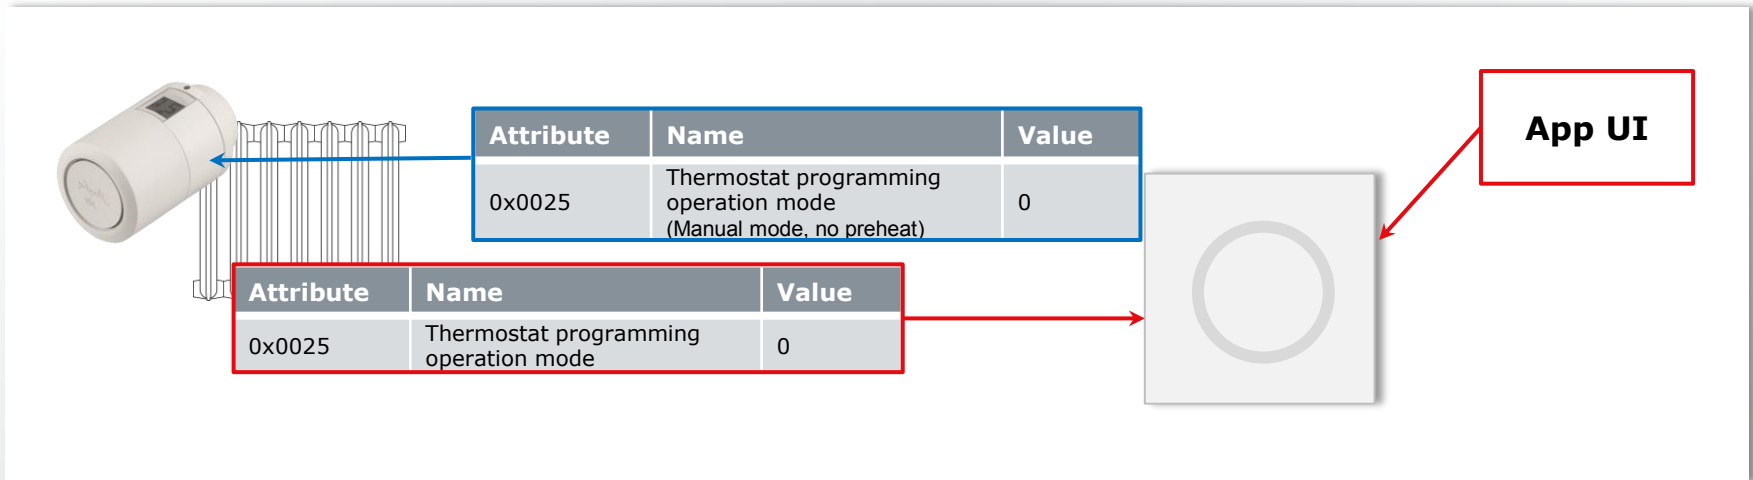 App UI
Attribute Name Value
0x0025 Thermostat programming operation mode (Manual mode, no preheat) 0
Attribute Name Value
0x0025 Thermostat programming operation mode 0